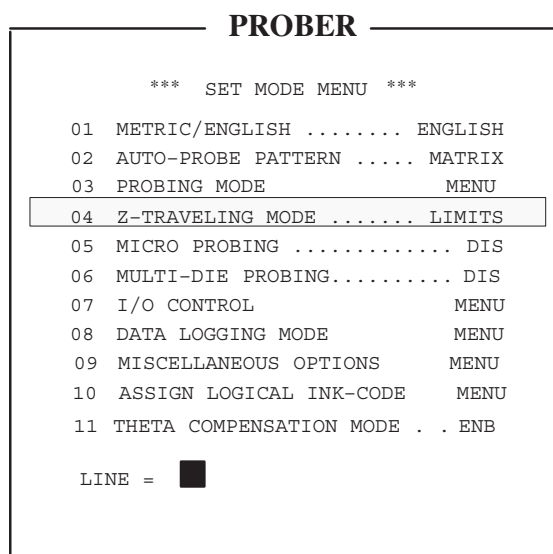 PROBER
*** SET MODE MENU ***
01 METRIC/ENGLISH ........ ENGLISH
02 AUTO-PROBE PATTERN ..... MATRIX
03 PROBING MODE MENU
04 Z-TRAVELING MODE ....... LIMITS
05 MICRO PROBING ............. DIS
06 MULTI-DIE PROBING.......... DIS
07 I/O CONTROL MENU
08 DATA LOGGING MODE MENU
09 MISCELLANEOUS OPTIONS MENU
10 ASSIGN LOGICAL INK-CODE MENU
11 THETA COMPENSATION MODE . . ENB
LINE =